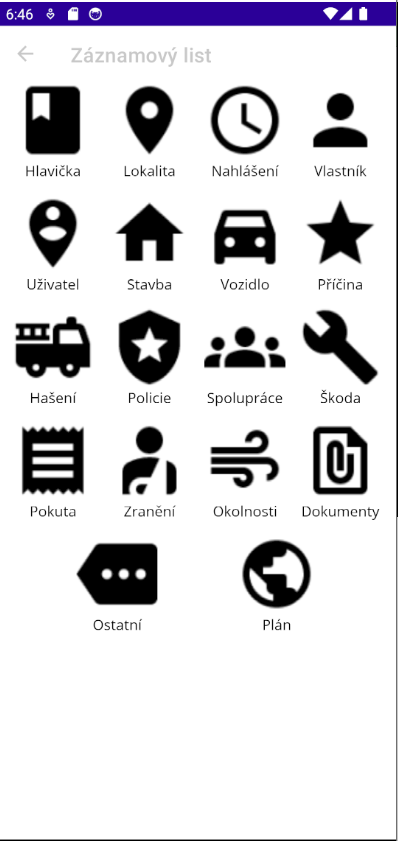 6:46
Záznamový list
Hlavička Lokalita Nahlášení Vlastník
Uživatel Stavba Vozidlo Příčina
Hašení Policie Spolupráce Škoda
Pokuta Zranění Okolnosti Dokumenty
Ostatní Plán